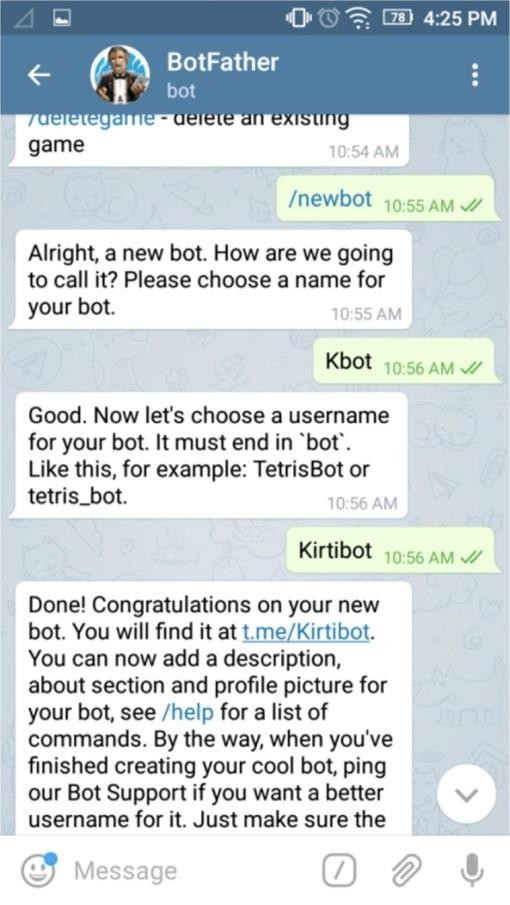 78 4:25 PM
BotFather
bot
/deletegame - delete an existing
game
10:54 AM
/newbot 10:55 AM
Alright, a new bot. How are we going
to call it? Please choose a name for
your bot.
10:55 AM
Kbot 10:56 AM
Good. Now let's choose a username
for your bot. It must end in `bot`.
Like this, for example: TetrisBot or
tetris_bot.
10:56 AM
Kirtibot 10:56 AM
Done! Congratulations on your new
bot. You will find it at t.me/Kirtibot.
You can now add a description,
about section and profile picture for
your bot, see /help for a list of
commands. By the way, when you've
finished creating your cool bot, ping
our Bot Support if you want a better
username for it. Just make sure the
Message